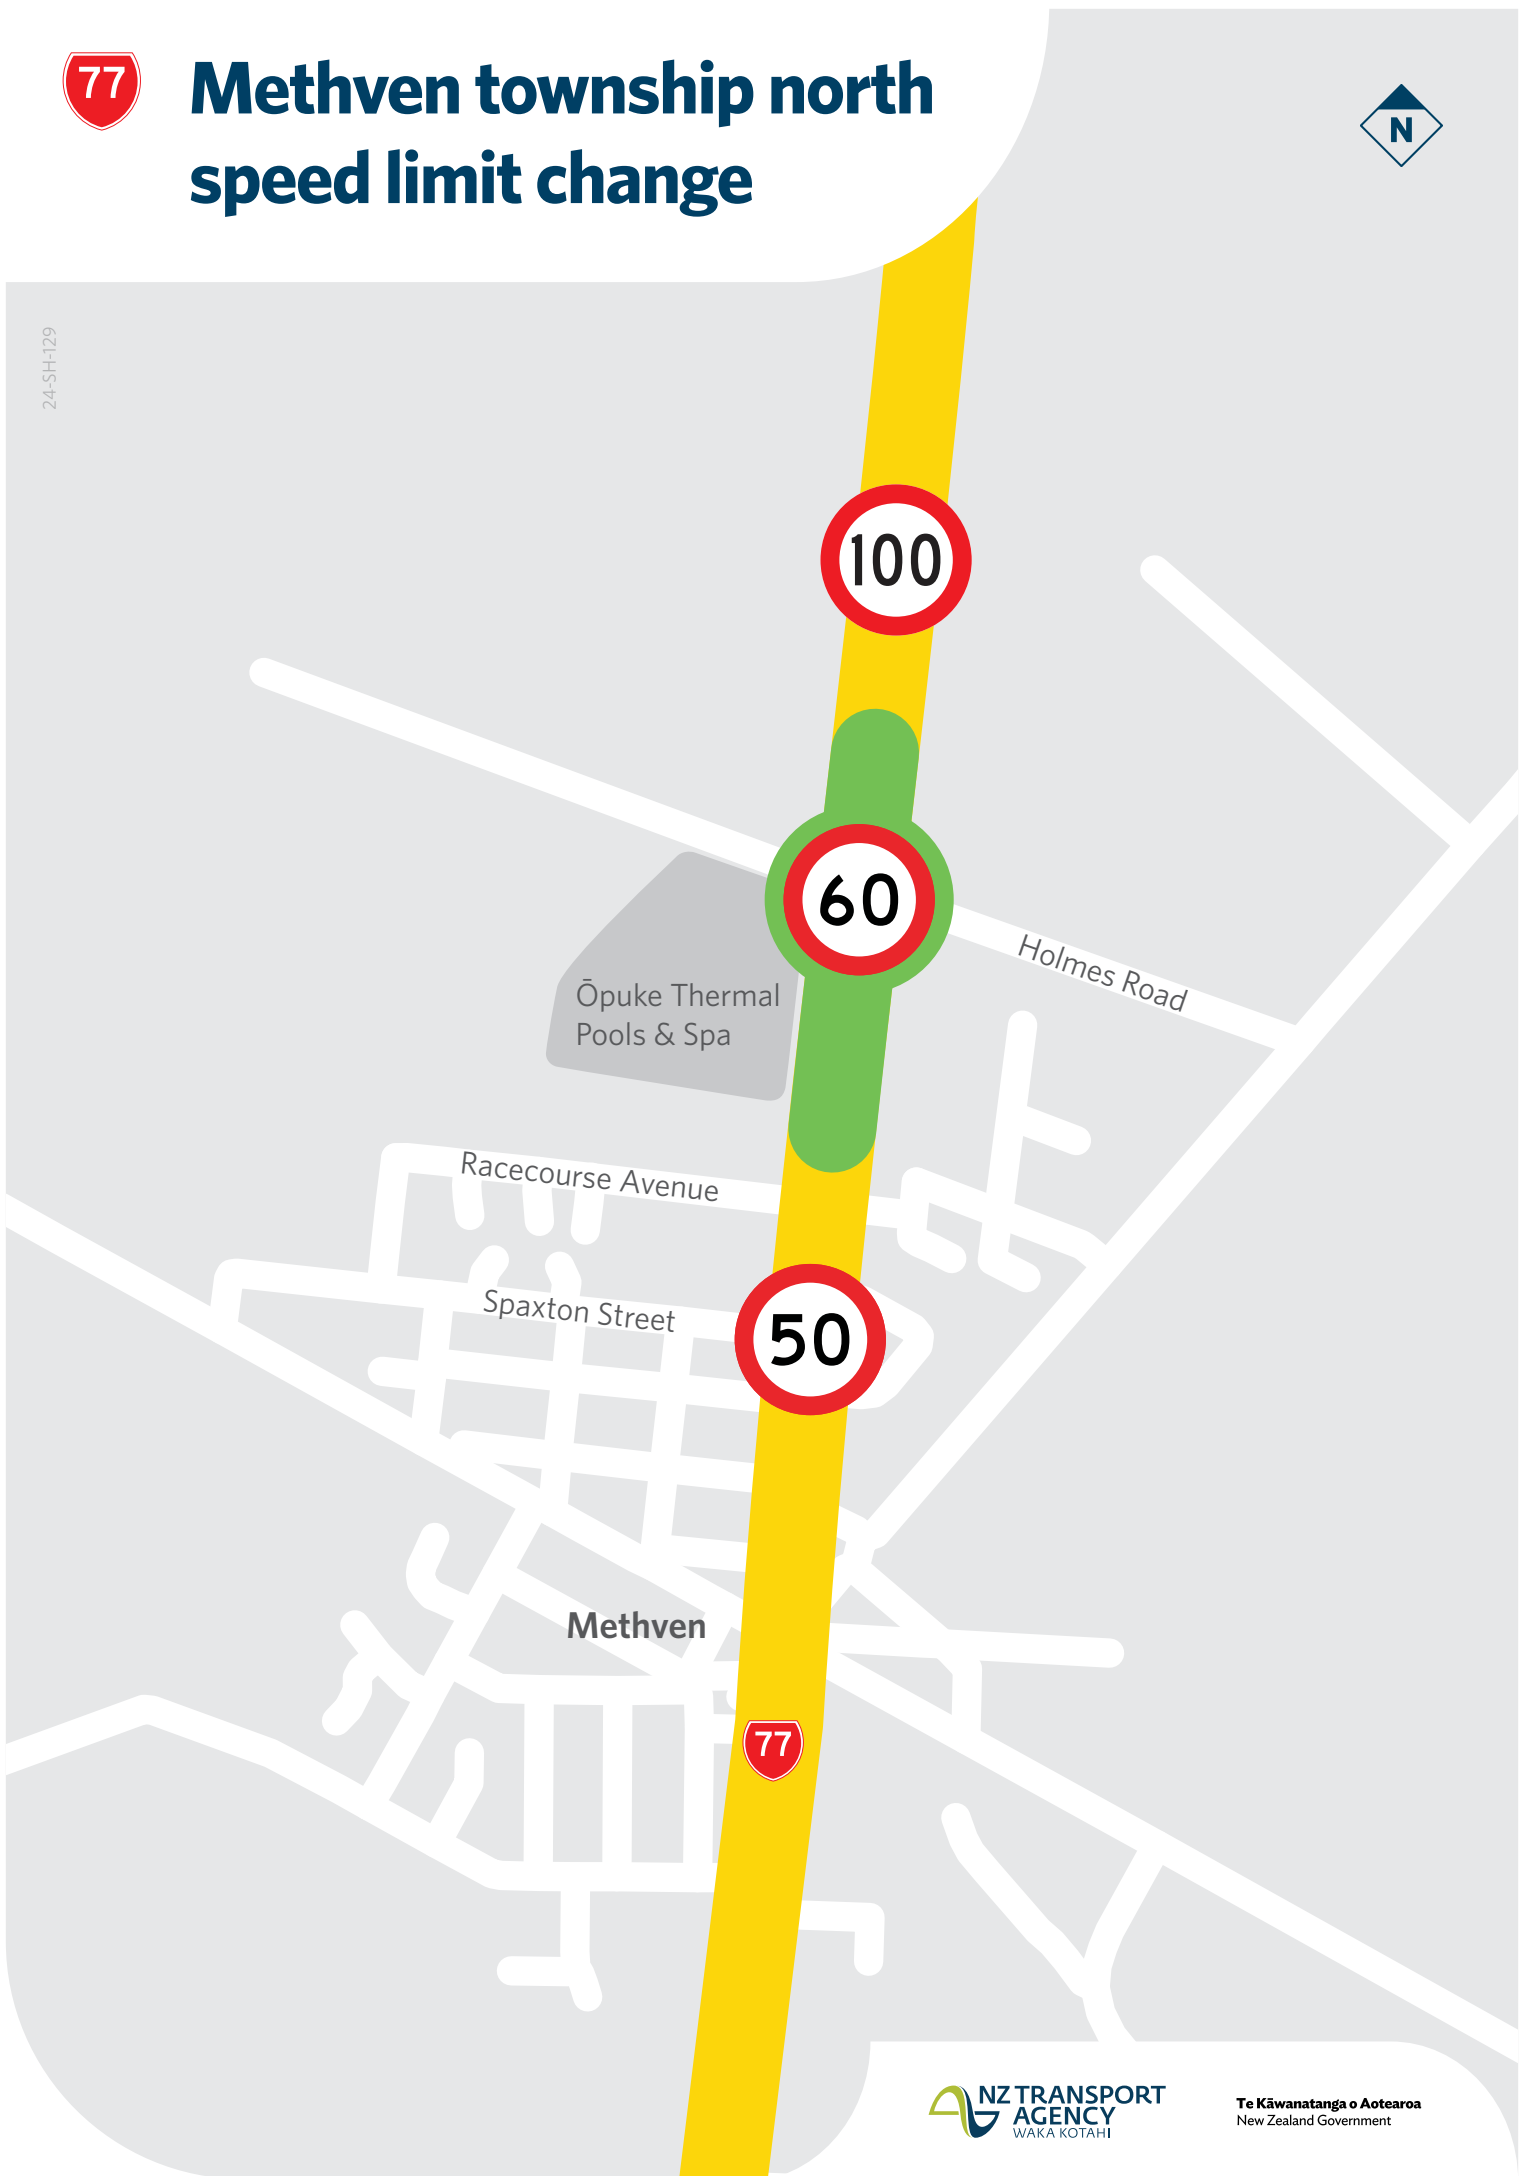 77
Methven township north
speed limit change
N
24-SH-129
100
60
Holmes Road
Ōpuke Thermal
Pools & Spa
Racecourse Avenue
Spaxton Street
50
Methven
77
NZ TRANSPORT
AGENCY
WAKA KOTAHI
Te Kāwanatanga o Aotearoa
New Zealand Government